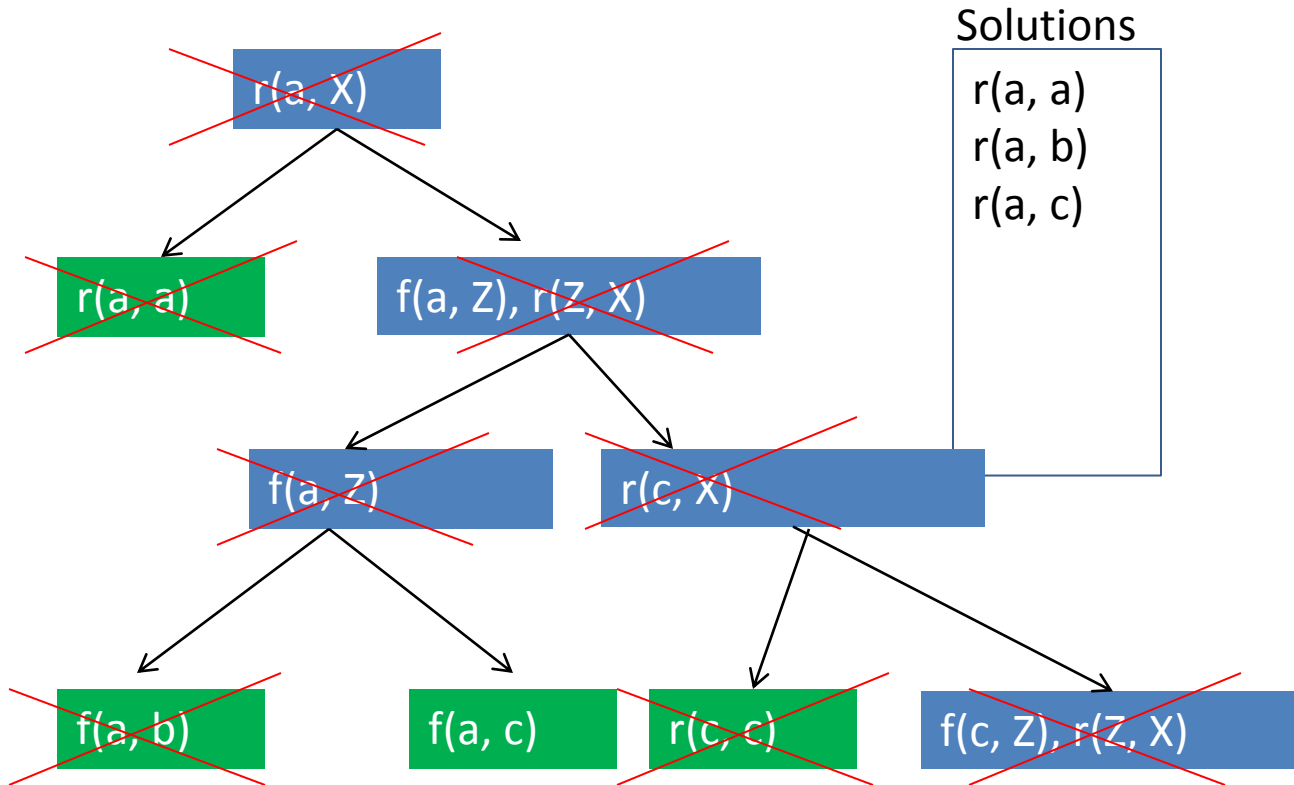 Solutions
r(a, X)
r(a, a)
r(a, b)
r(a, c)
r(a, a)
f(a, Z), r(Z, X)
f(a, Z)
r(c, X)
f(a, b)
f(a, c)
r(c, c)
f(c, Z), r(Z, X)